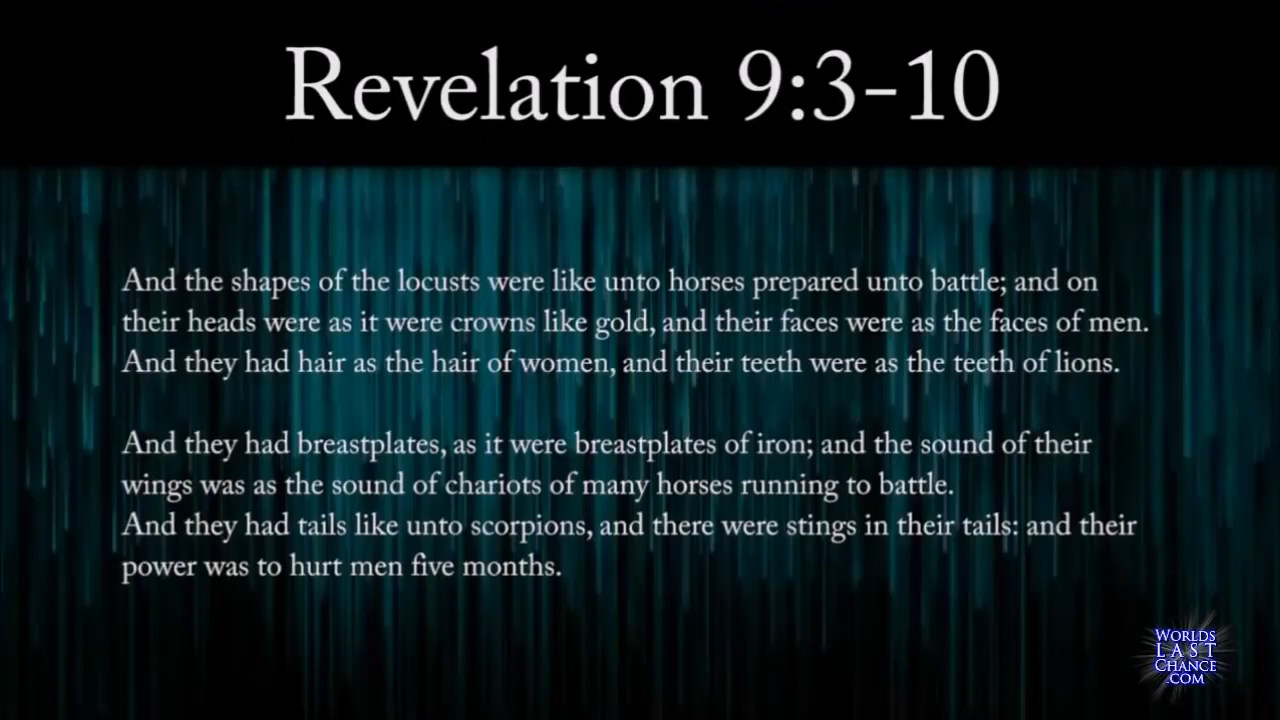 Revelation 9:3-10
And the shapes of the locusts were like unto horses prepared unto battle; and on
their heads were as it were crowns like gold, and their faces were as the faces of men.
And they had hair as the hair of women, and their teeth were as the teeth of lions.
And they had breastplates, as it were breastplates of iron; and the sound of their
wings was as the sound of chariots of many horses running to battle.
And they had tails like unto scorpions, and there were stings in their tails: and their
power was to hurt men five months.
WORLDS
LAST
CHANCE
.COM